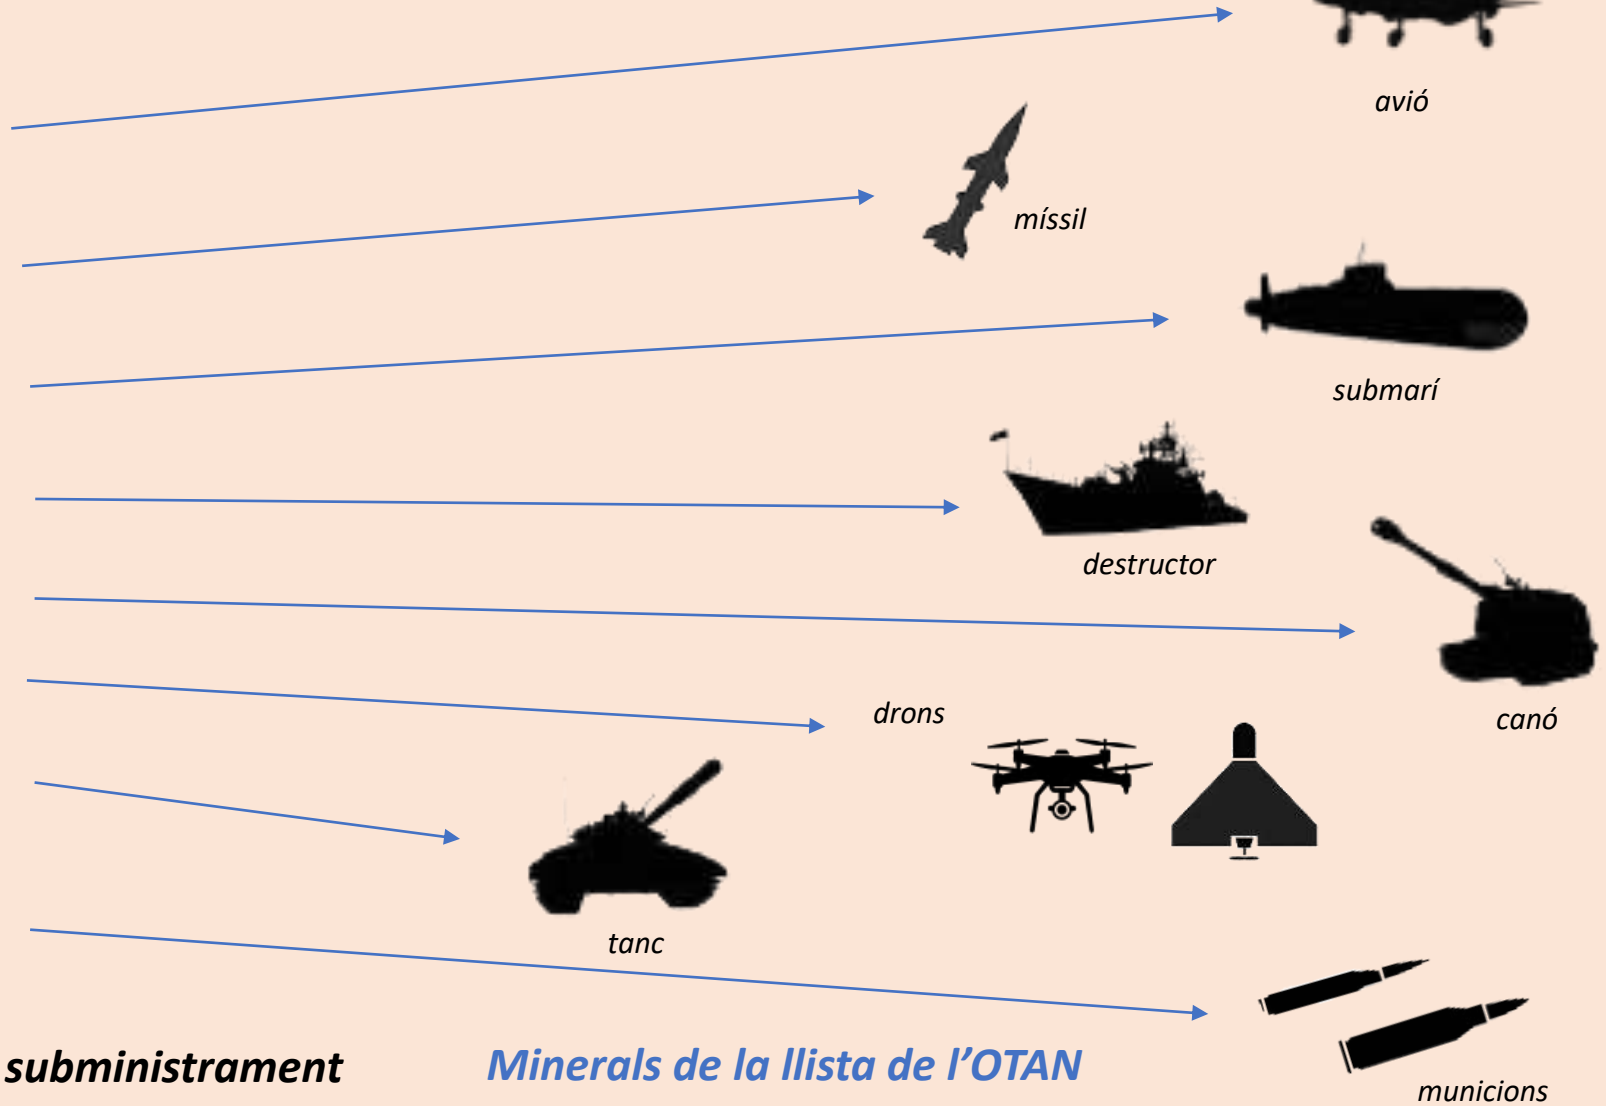 avió
míssil
submarí
destructor
drons
canó
tanc
subministrament
Minerals de la llista de l’OTAN
municions